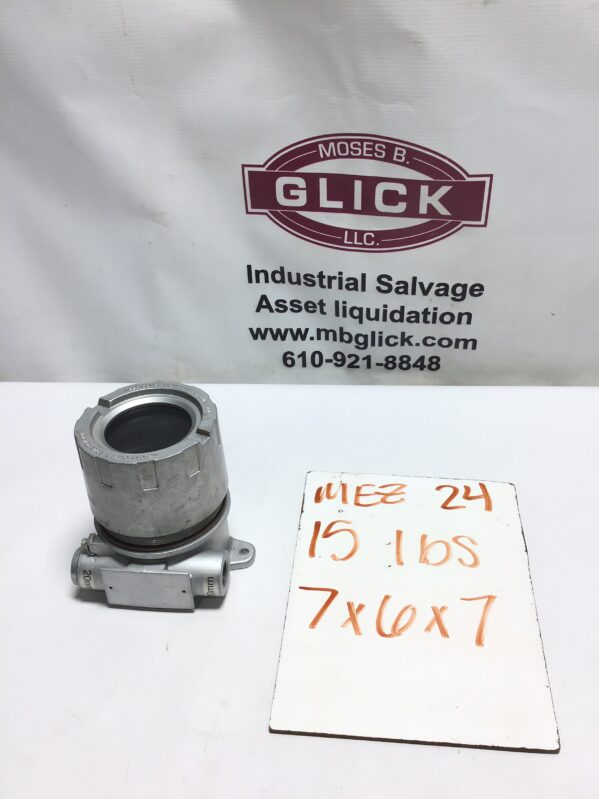 MOSES B.
GLICK
LLC.
Industrial Salvage
Asset liquidation
www.mbglick.com
610-921-8848
MEZ 24
15 lbs
7x6x7